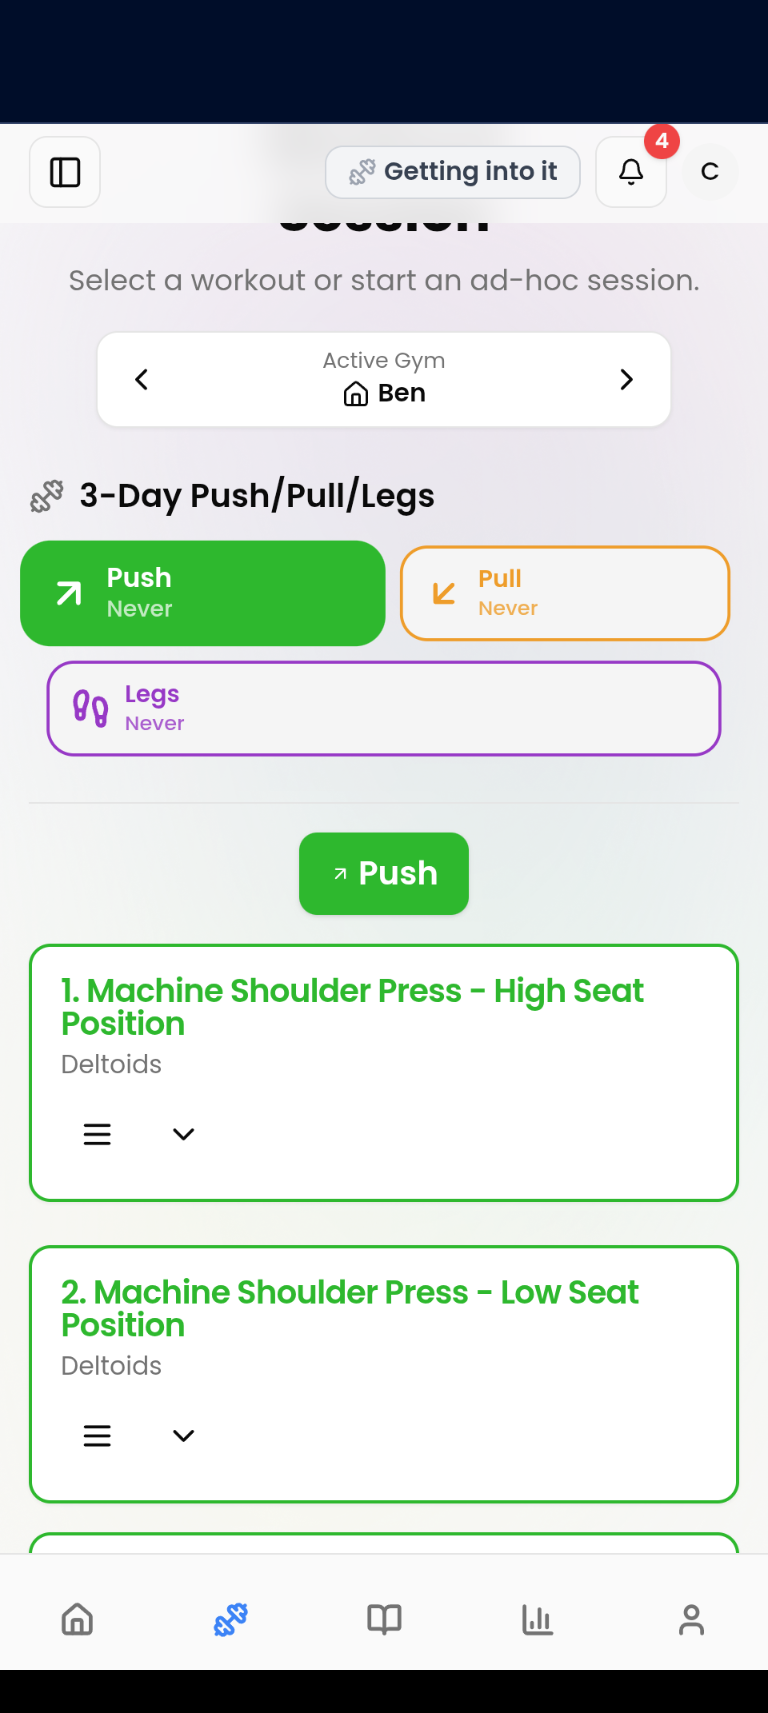 Getting into it
4
C
Session
Select a workout or start an ad-hoc session.
Active Gym
Ben
3-Day Push/Pull/Legs
Push
Never
Pull
Never
Legs
Never
Push
1. Machine Shoulder Press - High Seat
Position
Deltoids
2. Machine Shoulder Press - Low Seat
Position
Deltoids